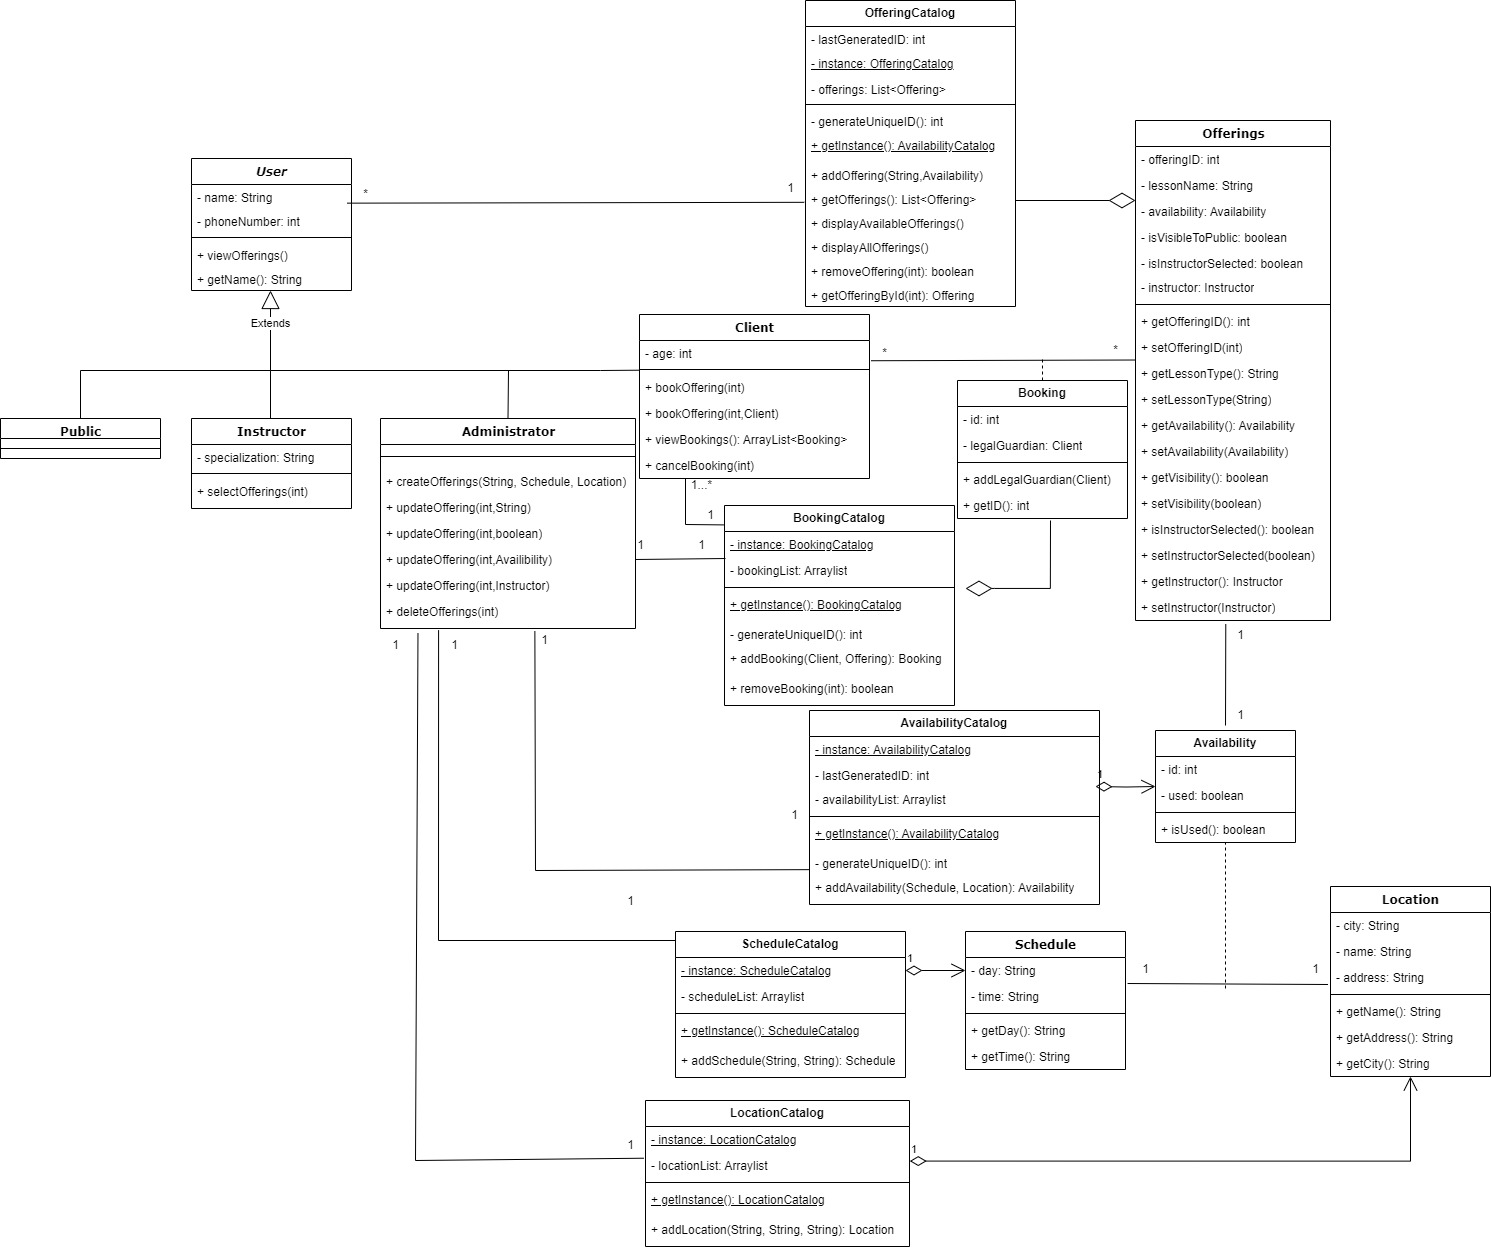 OfferingCatalog
- lastGeneratedID: int
- instance: OfferingCatalog
- offerings: List<Offering>
- generateUniqueID(): int
+ getInstance(): AvailabilityCatalog
+ addOffering(String,Availability)
+ getOfferings(): List<Offering>
+ displayAvailableOfferings()
+ displayAllOfferings()
+ removeOffering(int): boolean
+ getOfferingById(int): Offering
Offerings
- offeringID: int
- lessonName: String
- availability: Availability
- isVisibleToPublic: boolean
- isInstructorSelected: boolean
- instructor: Instructor
+ getOfferingID(): int
+ setOfferingID(int)
+ getLessonType(): String
+ setLessonType(String)
+ getAvailability(): Availability
+ setAvailability(Availability)
+ getVisibility(): boolean
+ setVisibility(boolean)
+ isInstructorSelected(): boolean
+ setInstructorSelected(boolean)
+ getInstructor(): Instructor
+ setInstructor(Instructor)
User
- name: String
- phoneNumber: int
+ viewOfferings()
+ getName(): String
*
1
Extends
Client
- age: int
+ bookOffering(int)
+ bookOffering(int,Client)
+ viewBookings(): ArrayList<Booking>
+ cancelBooking(int)
*
*
Booking
- id: int
- legalGuardian: Client
+ addLegalGuardian(Client)
+ getID(): int
Public
Instructor
- specialization: String
+ selectOfferings(int)
Administrator
+ createOfferings(String, Schedule, Location)
+ updateOffering(int,String)
+ updateOffering(int,boolean)
+ updateOffering(int,Availibility)
+ updateOffering(int,Instructor)
+ deleteOfferings(int)
1...*
1
1
1
BookingCatalog
- instance: BookingCatalog
- bookingList: Arraylist
+ getInstance(): BookingCatalog
- generateUniqueID(): int
+ addBooking(Client, Offering): Booking
+ removeBooking(int): boolean
1
1
1
1
1
AvailabilityCatalog
- instance: AvailabilityCatalog
- lastGeneratedID: int
- availabilityList: Arraylist
+ getInstance(): AvailabilityCatalog
- generateUniqueID(): int
+ addAvailability(Schedule, Location): Availability
1
1
Availability
- id: int
- used: boolean
+ isUsed(): boolean
1
ScheduleCatalog
- instance: ScheduleCatalog
- scheduleList: Arraylist
+ getInstance(): ScheduleCatalog
+ addSchedule(String, String): Schedule
1
Schedule
- day: String
- time: String
+ getDay(): String
+ getTime(): String
1
1
Location
- city: String
- name: String
- address: String
+ getName(): String
+ getAddress(): String
+ getCity(): String
LocationCatalog
- instance: LocationCatalog
- locationList: Arraylist
+ getInstance(): LocationCatalog
+ addLocation(String, String, String): Location
1
1